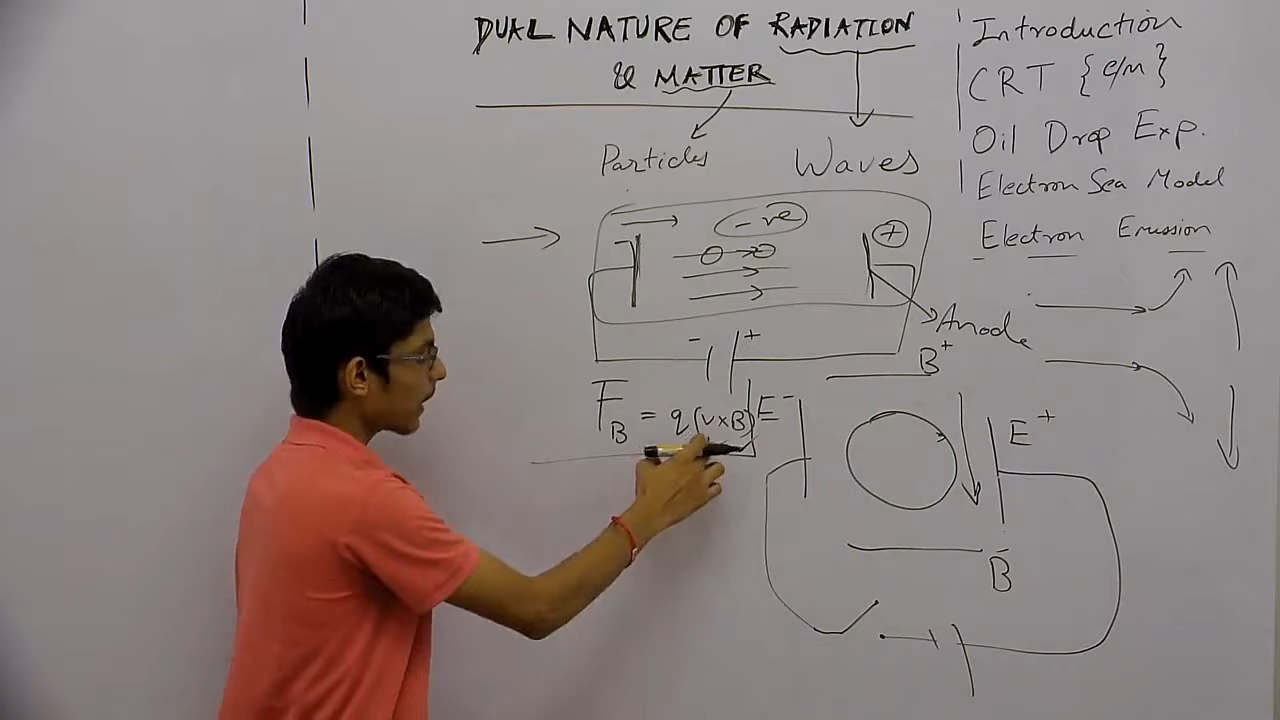 DUAL NATURE OF RADIATION
& MATTER
Particles
Waves
-ve
+
- +
Anode
B+
F_B = q(V×B)
E-
E+
B-
Introduction
CRT {e/m}
Oil Drop Exp.
Electron Sea Model
Electron Emission